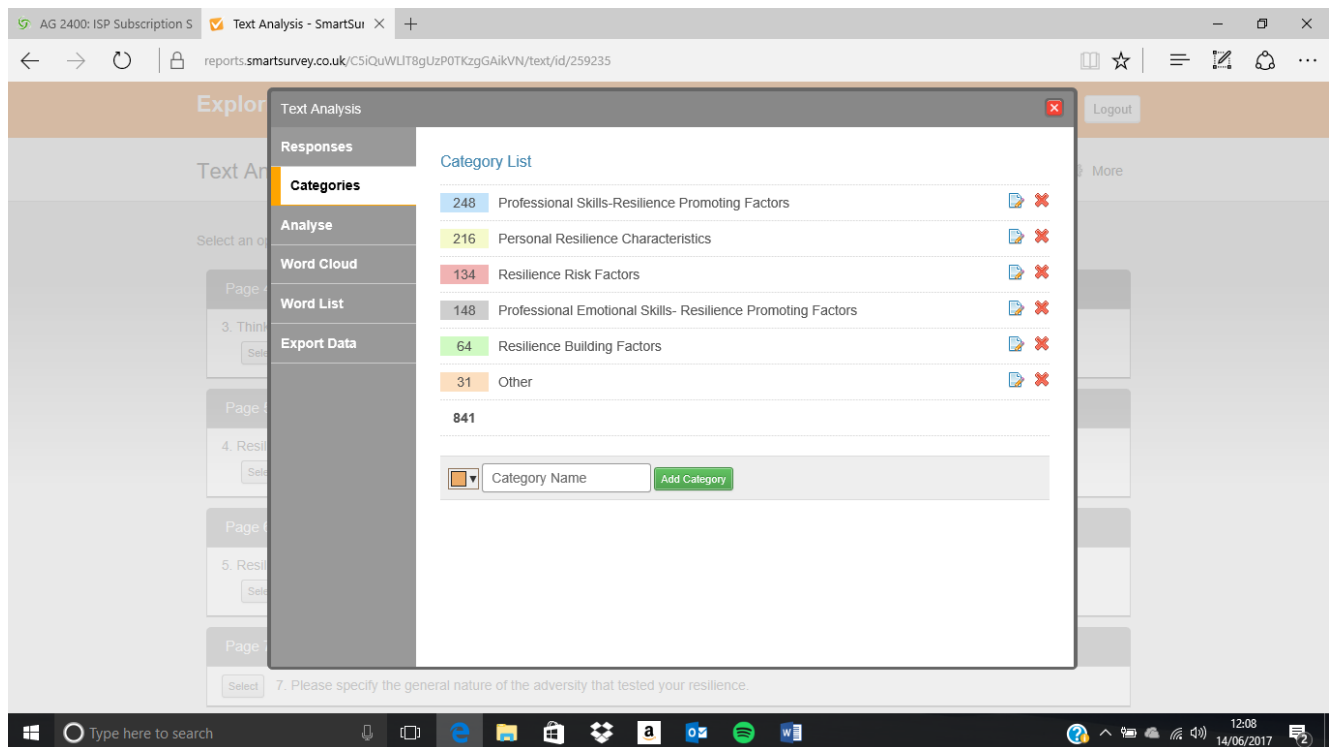 AG 2400: ISP Subscription S
Text Analysis - SmartSur
reports.smartsurvey.co.uk/C5iQuWLlT8gUzP0TKzgGAikVN/text/id/259235
Explor
Text Analysis
Logout
Responses
Text An
Category List
More
Categories
248 Professional Skills-Resilience Promoting Factors
Analyse
216 Personal Resilience Characteristics
Select an op
Word Cloud
134 Resilience Risk Factors
Page 4
Word List
148 Professional Emotional Skills- Resilience Promoting Factors
3. Think
Export Data
64 Resilience Building Factors
Sele
31 Other
Page 5
841
4. Resil
Sele
Category Name
Add Category
Page 6
5. Resil
Sele
Page 7
Select 7. Please specify the general nature of the adversity that tested your resilience.
Type here to search
12:08
14/06/2017